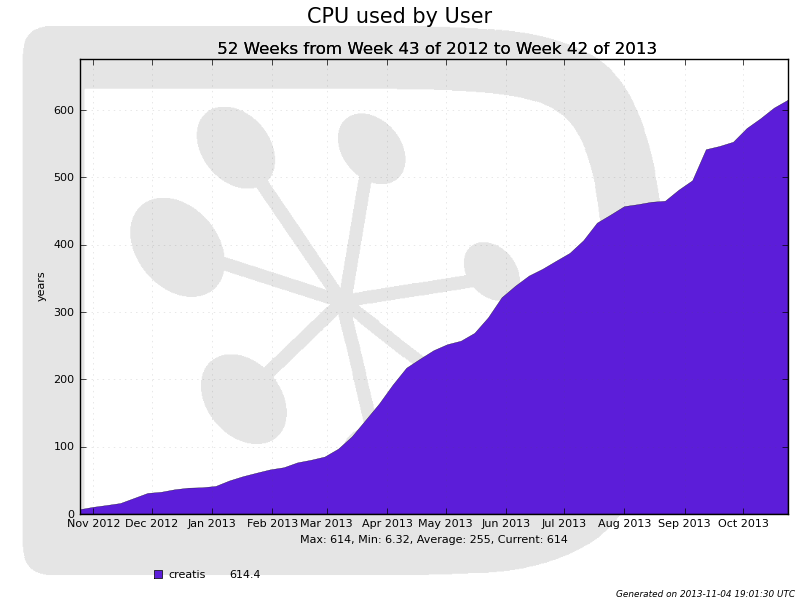 CPU used by User
52 Weeks from Week 43 of 2012 to Week 42 of 2013
600
500
400
300
200
100
0
years
Nov 2012 Dec 2012 Jan 2013 Feb 2013 Mar 2013 Apr 2013 May 2013 Jun 2013 Jul 2013 Aug 2013 Sep 2013 Oct 2013
Max: 614, Min: 6.32, Average: 255, Current: 614
creatis 614.4
Generated on 2013-11-04 19:01:30 UTC